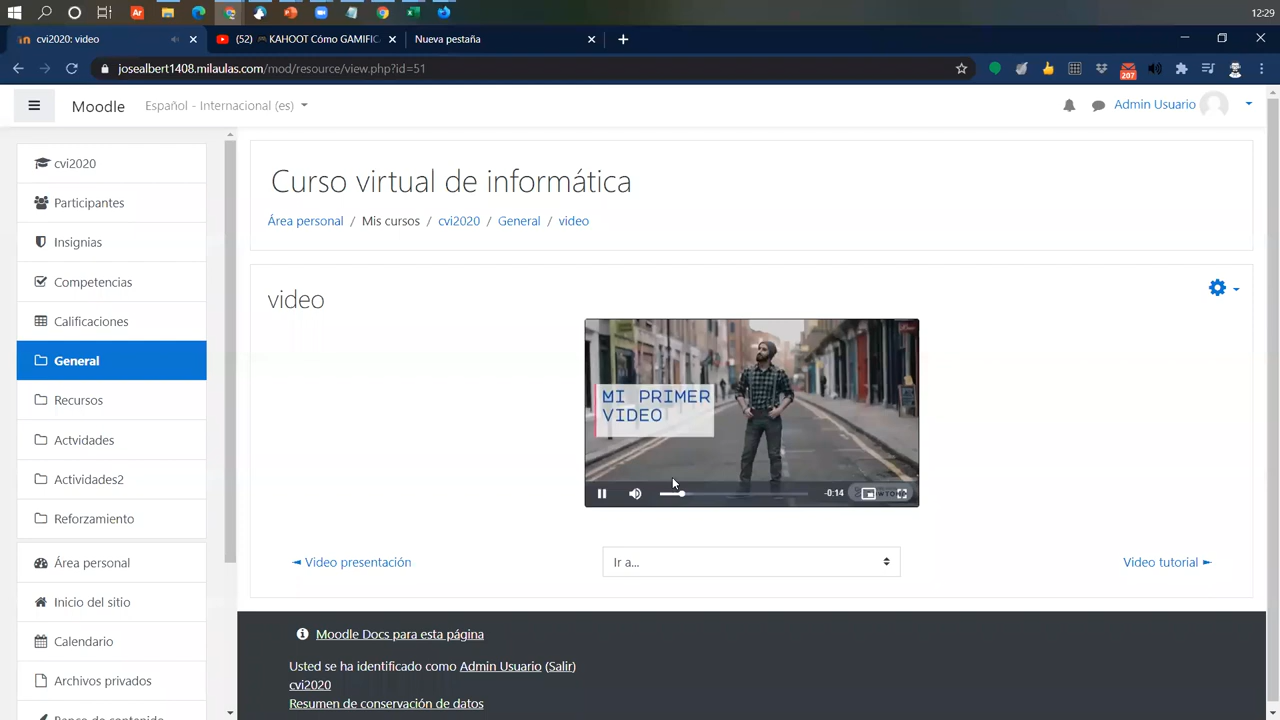 12:29
cvi2020: video
(52) 🎮 KAHOOT Cómo GAMIFIC
Nueva pestaña
josealbert1408.milaulas.com/mod/resource/view.php?id=51
207
Moodle
Español - Internacional (es)
Admin Usuario
cvi2020
Participantes
Insignias
Competencias
Calificaciones
General
Recursos
Actvidades
Actividades2
Reforzamiento
Área personal
Inicio del sitio
Calendario
Archivos privados
Banco de contenido
Curso virtual de informática
Área personal / Mis cursos / cvi2020 / General / video
video
MI PRIMER
VIDEO
-0:14
◄ Video presentación
Ir a...
Video tutorial ►
Moodle Docs para esta página
Usted se ha identificado como Admin Usuario (Salir)
cvi2020
Resumen de conservación de datos